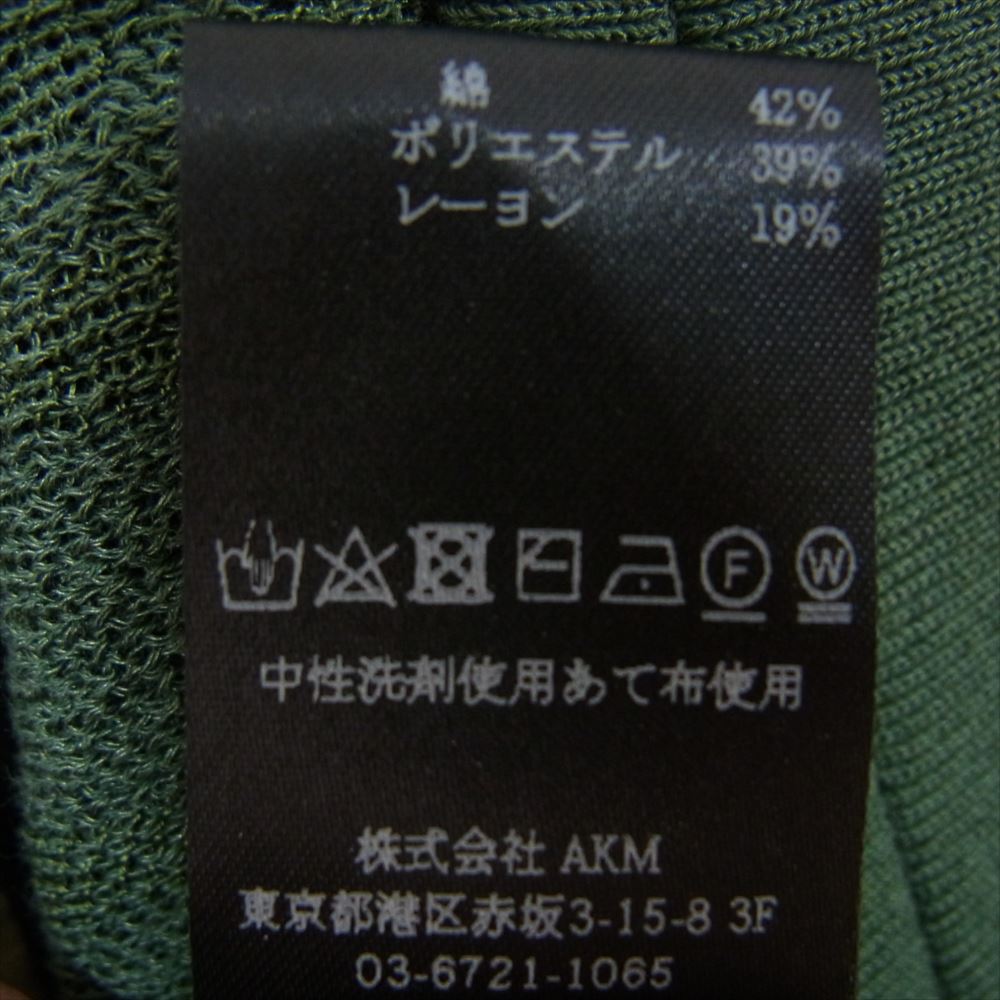 綿 42%
ポリエステル 39%
レーヨン 19%
F W
中性洗剤使用あて布使用
株式会社 AKM
東京都港区赤坂3-15-8 3F
03-6721-1065